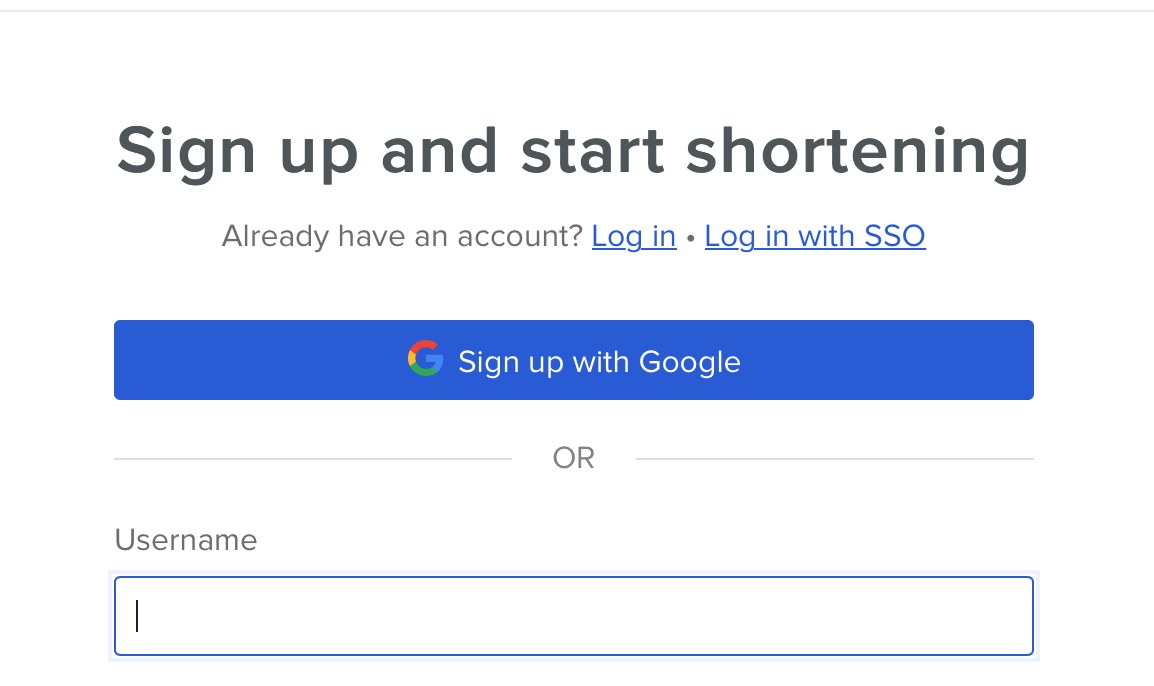 Sign up and start shortening
Already have an account? Log in • Log in with SSO
Sign up with Google
OR
Username